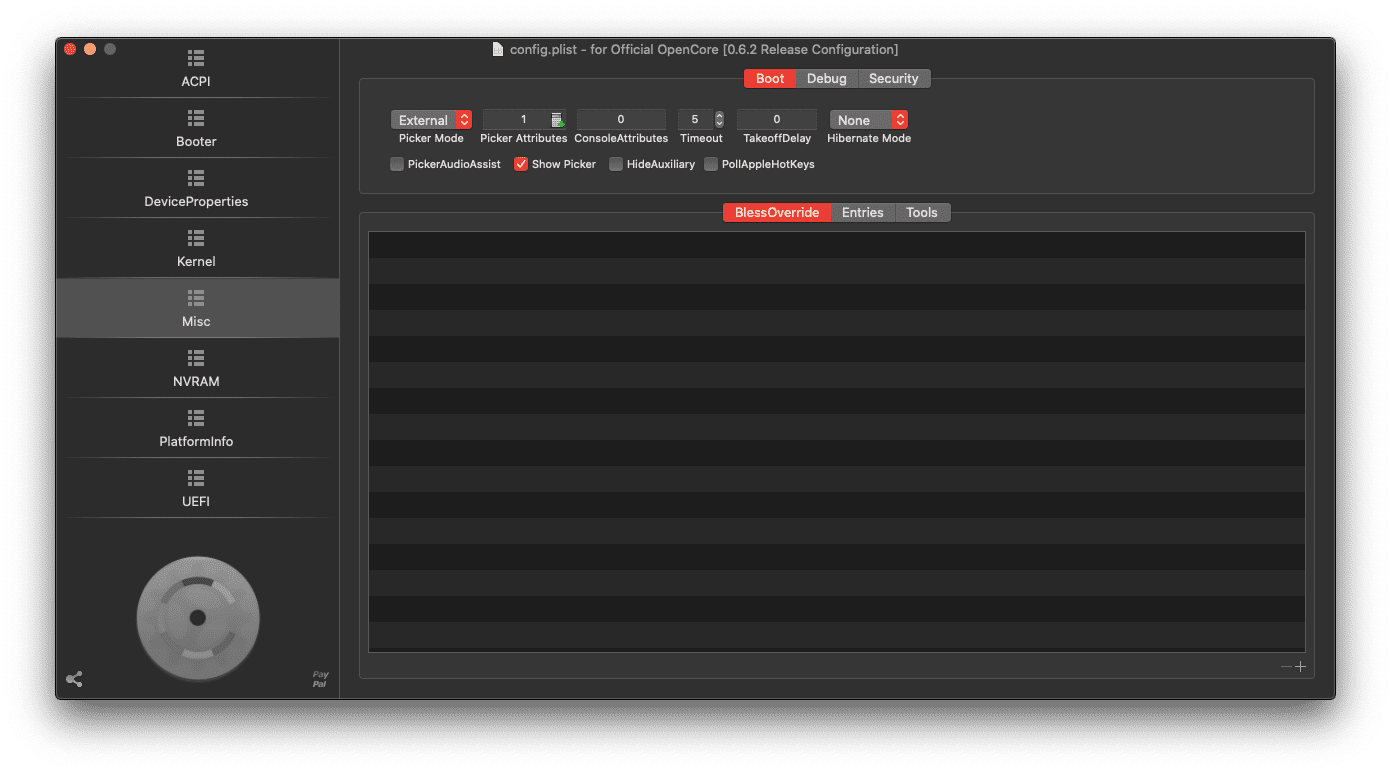 config.plist - for Official OpenCore [0.6.2 Release Configuration]
ACPI
Booter
DeviceProperties
Kernel
Misc
NVRAM
PlatformInfo
UEFI
Pay
Pal
Boot Debug Security
External 1 0 5 0 None
Picker Mode Picker Attributes ConsoleAttributes Timeout TakeoffDelay Hibernate Mode
PickerAudioAssist Show Picker HideAuxiliary PollAppleHotKeys
BlessOverride Entries Tools